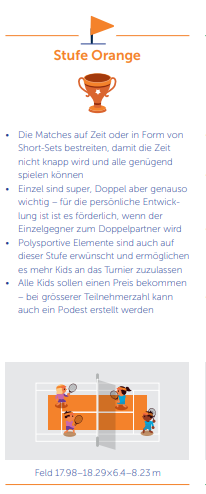 Stufe Orange
• Die Matches auf Zeit oder in Form von
Short-Sets bestreiten, damit die Zeit
nicht knapp wird und alle genügend
spielen können
• Einzel sind super, Doppel aber genauso
wichtig – für die persönliche Entwick-
lung ist ist es förderlich, wenn der
Einzelgegner zum Doppelpartner wird
• Polysportive Elemente sind auch auf
dieser Stufe erwünscht und ermöglichen
es mehr Kids an das Turnier zuzulassen
• Alle Kids sollen einen Preis bekommen
– bei grösserer Teilnehmerzahl kann
auch ein Podest erstellt werden
Feld 17.98–18.29×6.4–8.23 m